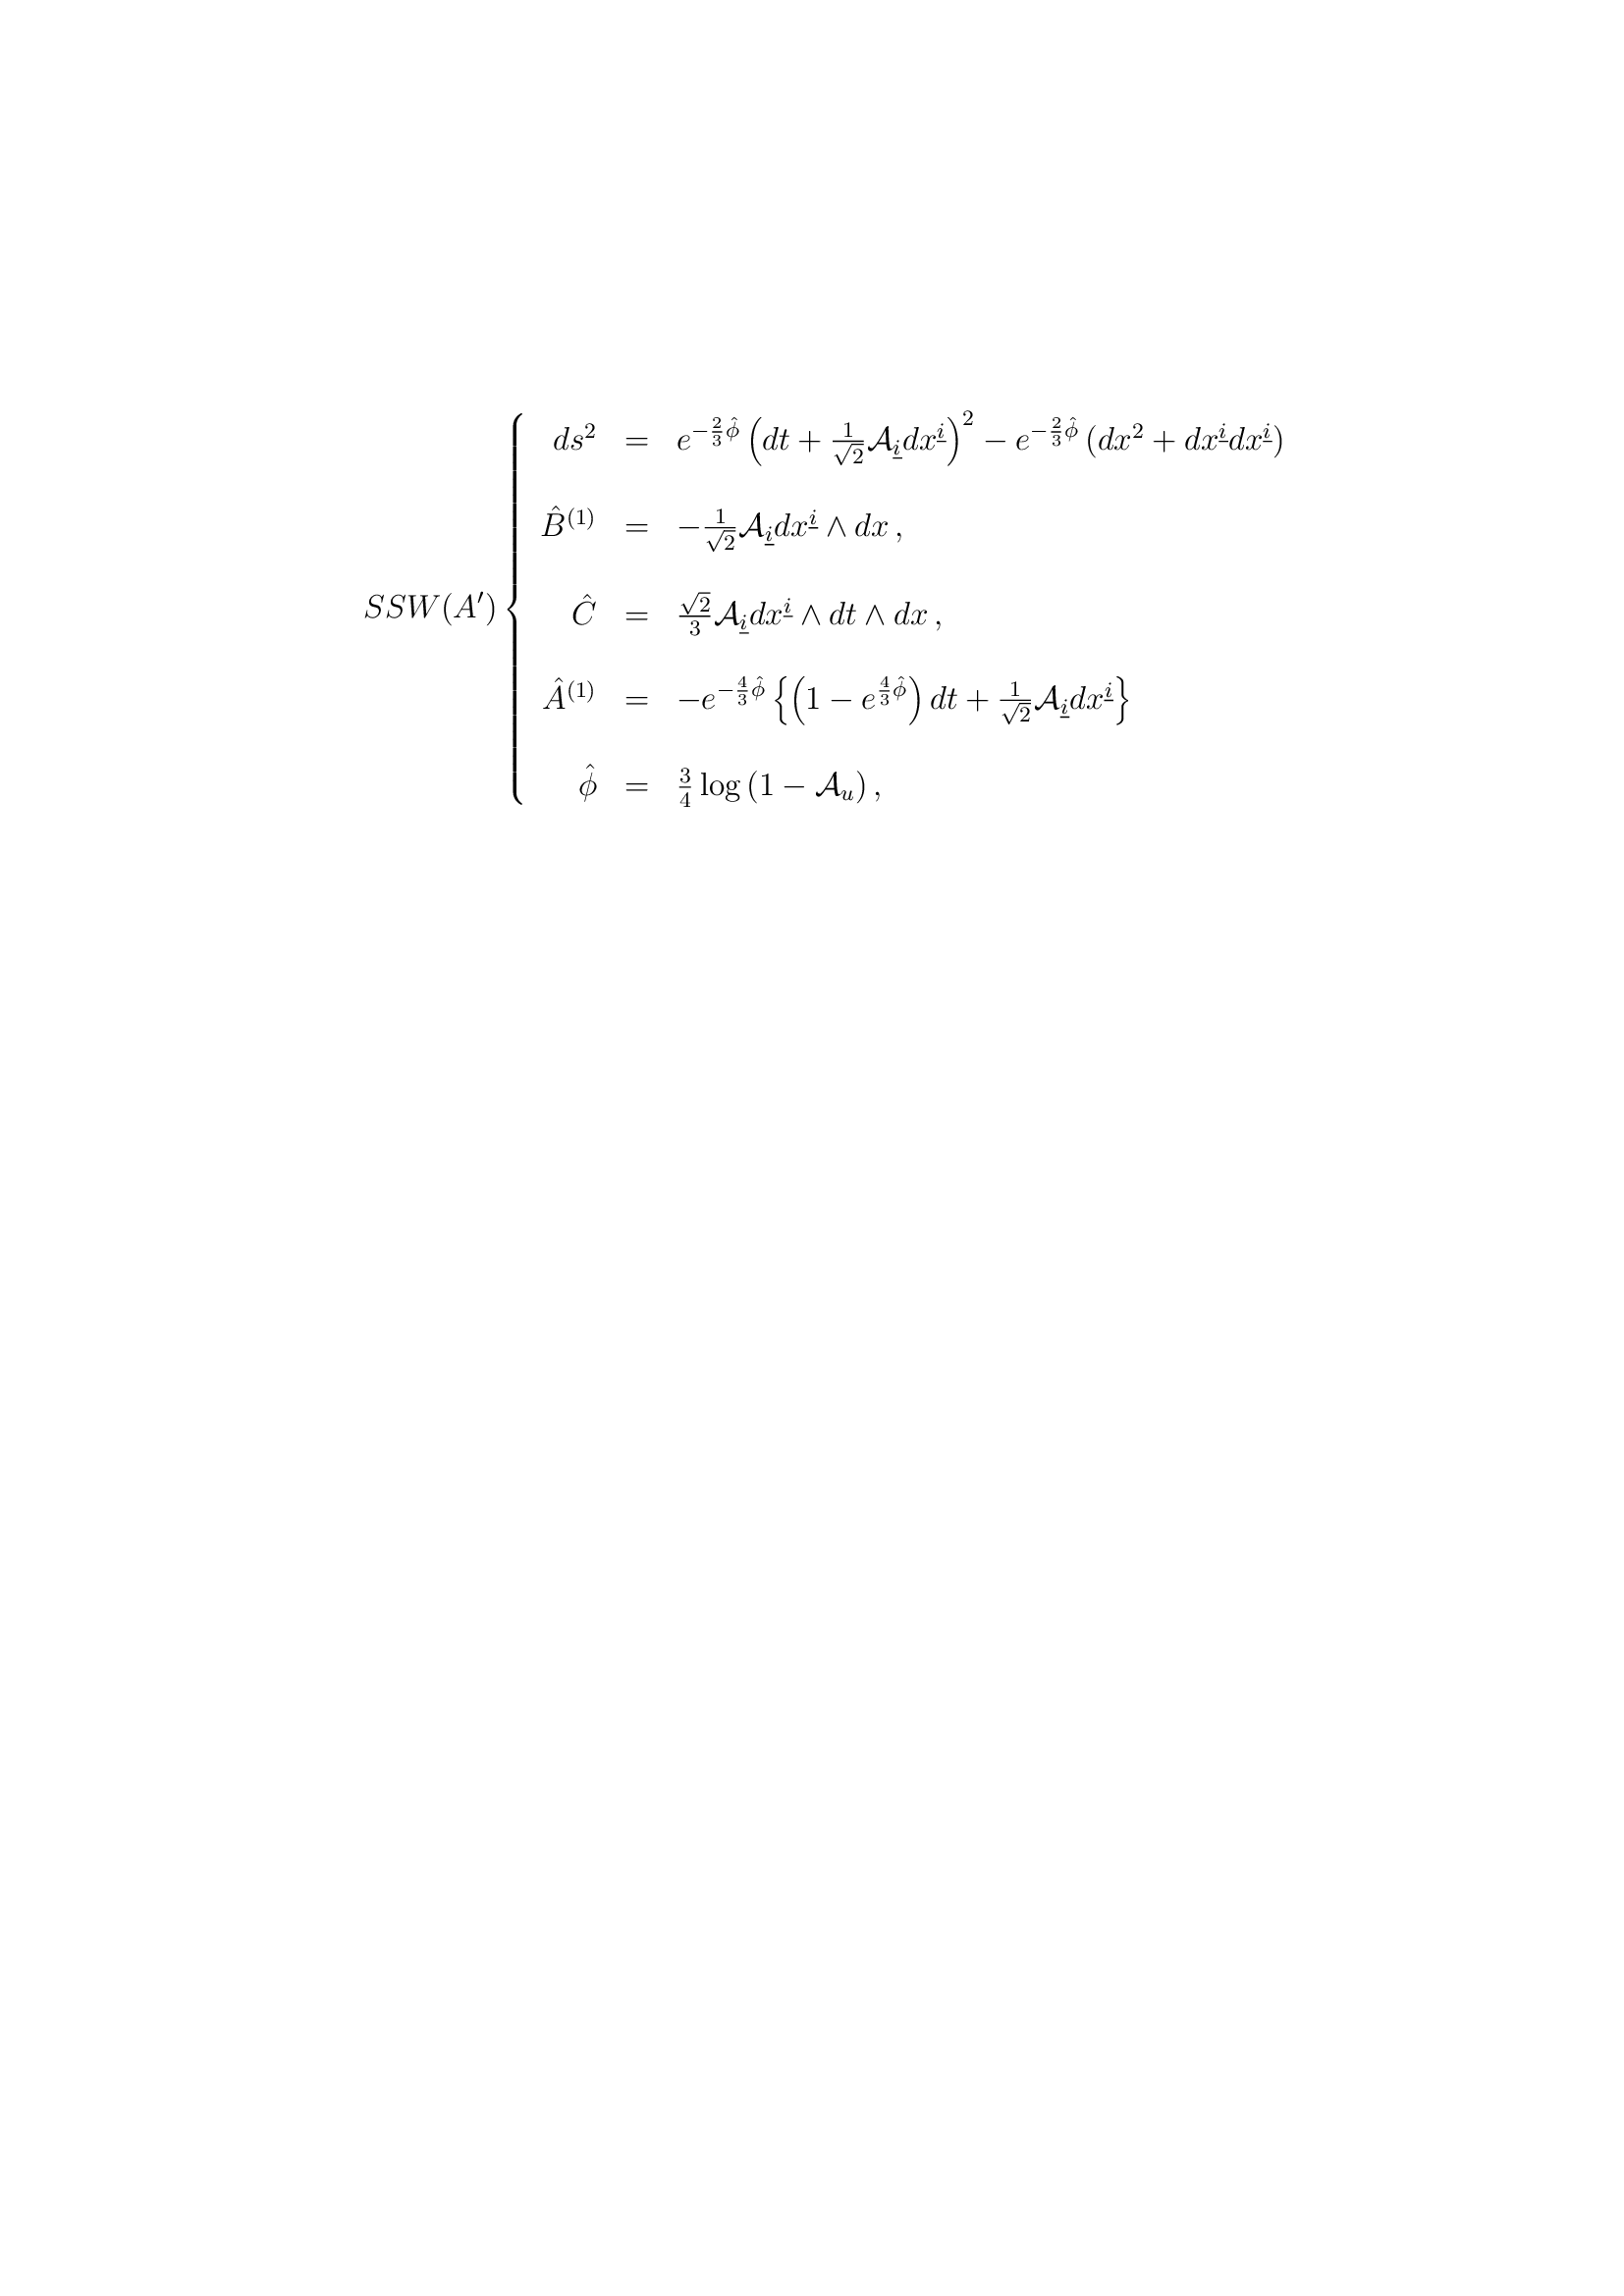 $$SSW(A') \left\{ \begin{array}{rcl}
ds^2 & = & e^{-\frac{2}{3}\hat{\phi}} \left( dt + \frac{1}{\sqrt{2}} \mathcal{A}_{\underline{i}} dx^{\underline{i}} \right)^2 - e^{-\frac{2}{3}\hat{\phi}} \left( dx^2 + dx^{\underline{i}} dx^{\underline{i}} \right) \\
\hat{B}^{(1)} & = & -\frac{1}{\sqrt{2}} \mathcal{A}_{\underline{i}} dx^{\underline{i}} \wedge dx \, , \\
\hat{C} & = & \frac{\sqrt{2}}{3} \mathcal{A}_{\underline{i}} dx^{\underline{i}} \wedge dt \wedge dx \, , \\
\hat{A}^{(1)} & = & -e^{-\frac{4}{3}\hat{\phi}} \left\{ \left( 1 - e^{\frac{4}{3}\hat{\phi}} \right) dt + \frac{1}{\sqrt{2}} \mathcal{A}_{\underline{i}} dx^{\underline{i}} \right\} \\
\hat{\phi} & = & \frac{3}{4} \log \left( 1 - \mathcal{A}_u \right) ,
\end{array} \right.$$